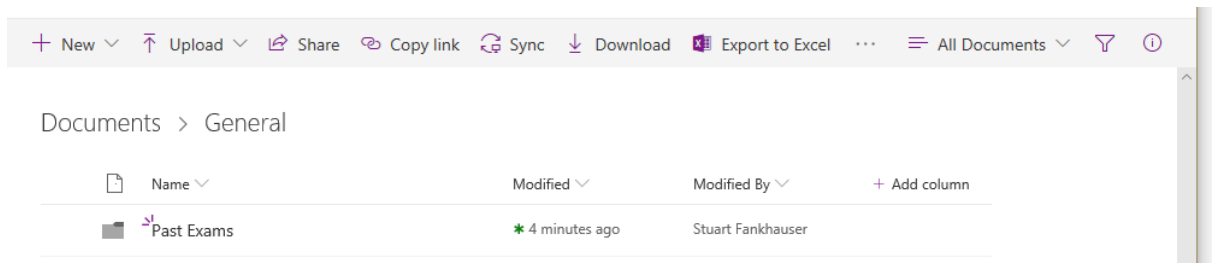 + New Upload Share Copy link Sync Download Export to Excel ··· All Documents
Documents > General
Name Modified Modified By + Add column
Past Exams 4 minutes ago Stuart Fankhauser